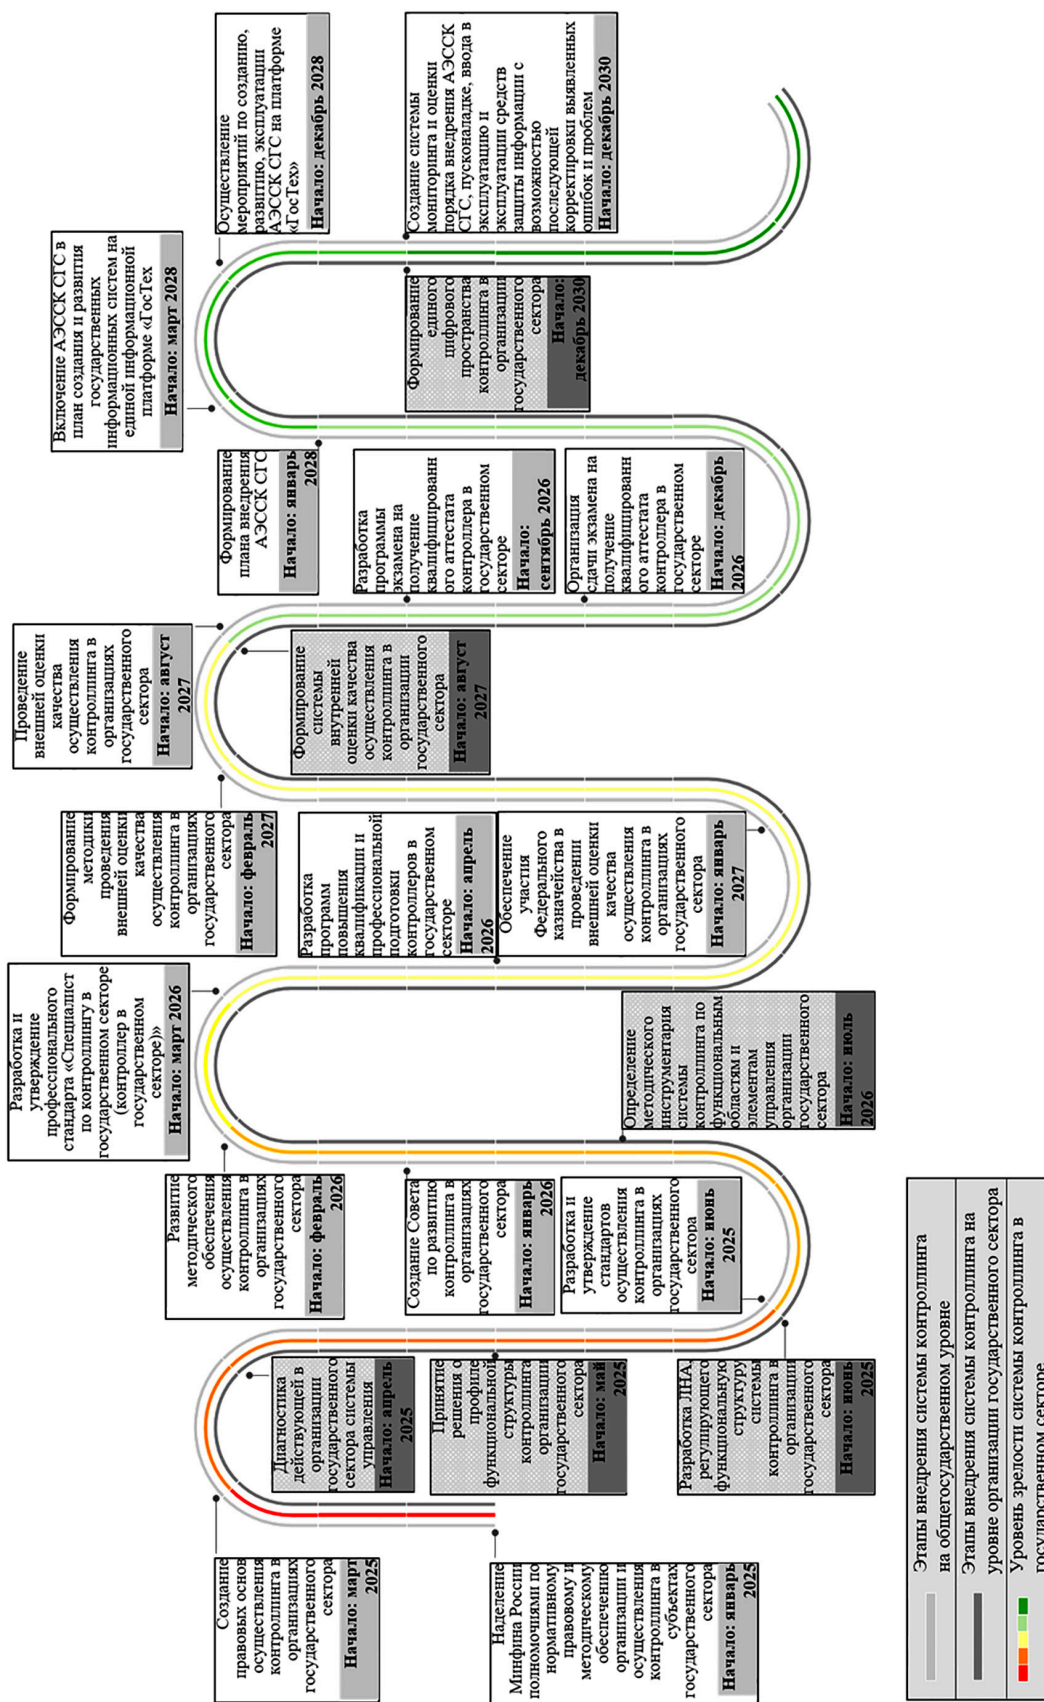 Наделение
Минфина России
полномочиями по
нормативному
правовому и
методическому
обеспечению
организации и
осуществления
контроллинга в
субъектах
государственного
сектора
Начало: январь
2025
Создание
правовых основ
осуществления
контроллинга в
организациях
государственного
сектора
Начало: март
2025
Диагностика
действующей в
организации
государственного
сектора системы
управления
Начало: апрель
2025
Принятие
решения о
профиле
функциональной
структуры
контроллинга
организации
государственного
сектора
Начало: май
2025
Разработка ЛНА,
регулирующего
функциональную
структуру
системы
контроллинга в
организации
государственного
сектора
Начало: июнь
2025
Разработка и
утверждение
стандартов
осуществления
контроллинга в
организациях
государственного
сектора
Начало: июнь
2025
Создание Совета
по развитию
контроллинга в
организациях
государственного
сектора
Начало: январь
2026
Развитие
методического
обеспечения
осуществления
контроллинга в
организациях
государственного
сектора
Начало: февраль
2026
Разработка и
утверждение
профессионального
стандарта «Специалист
по контроллингу в
государственном секторе
(контроллер в
государственном
секторе)»
Начало: март 2026
Определение
методического
инструментария
системы
контроллинга по
функциональным
областям и
элементам
управления
организации
государственного
сектора
Начало: июль
2026
Разработка
программ
повышения
квалификации и
профессиональной
подготовки
контроллеров в
государственном
секторе
Начало: апрель
2026
Обеспечение
участия
Федерального
казначейства в
проведении
внешней оценки
качества
осуществления
контроллинга в
организациях
государственного
сектора
Начало: январь
2027
Формирование
методики
проведения
внешней оценки
качества
осуществления
контроллинга в
организациях
государственного
сектора
Начало: февраль
2027
Проведение
внешней оценки
качества
осуществления
контроллинга в
организациях
государственного
сектора
Начало: август
2027
Формирование
системы
внутренней
оценки качества
осуществления
контроллинга в
организации
государственного
сектора
Начало: август
2027
Разработка
программы
экзамена на
получение
квалифицированн
ого аттестата
контроллера в
государственном
секторе
Начало:
сентябрь 2026
Организация
сдачи экзамена на
получение
квалифицированн
ого аттестата
контроллера в
государственном
секторе
Начало: декабрь
2026
Формирование
плана внедрения
АЭССК СГС
Начало: январь
2028
Включение АЭССК СГС в
план создания и развития
государственных
информационных систем на
единой информационной
платформе «ГосТех
Начало: март 2028
Осуществление
мероприятий по созданию,
развитию, эксплуатации
АЭССК СГС на платформе
«ГосТех»
Начало: декабрь 2028
Формирование
единого
цифрового
пространства
контроллинга в
организации
государственного
сектора
Начало:
декабрь 2030
Создание системы
мониторинга и оценки
порядка внедрения АЭССК
СГС, пусконаладке, ввода в
эксплуатацию и
эксплуатации средств
защиты информации с
возможностью
последующей
корректировки выявленных
ошибок и проблем
Начало: декабрь 2030
Этапы внедрения системы контроллинга
на общегосударственном уровне
Этапы внедрения системы контроллинга на
уровне организации государственного сектора
Уровень зрелости системы контроллинга в
государственном секторе